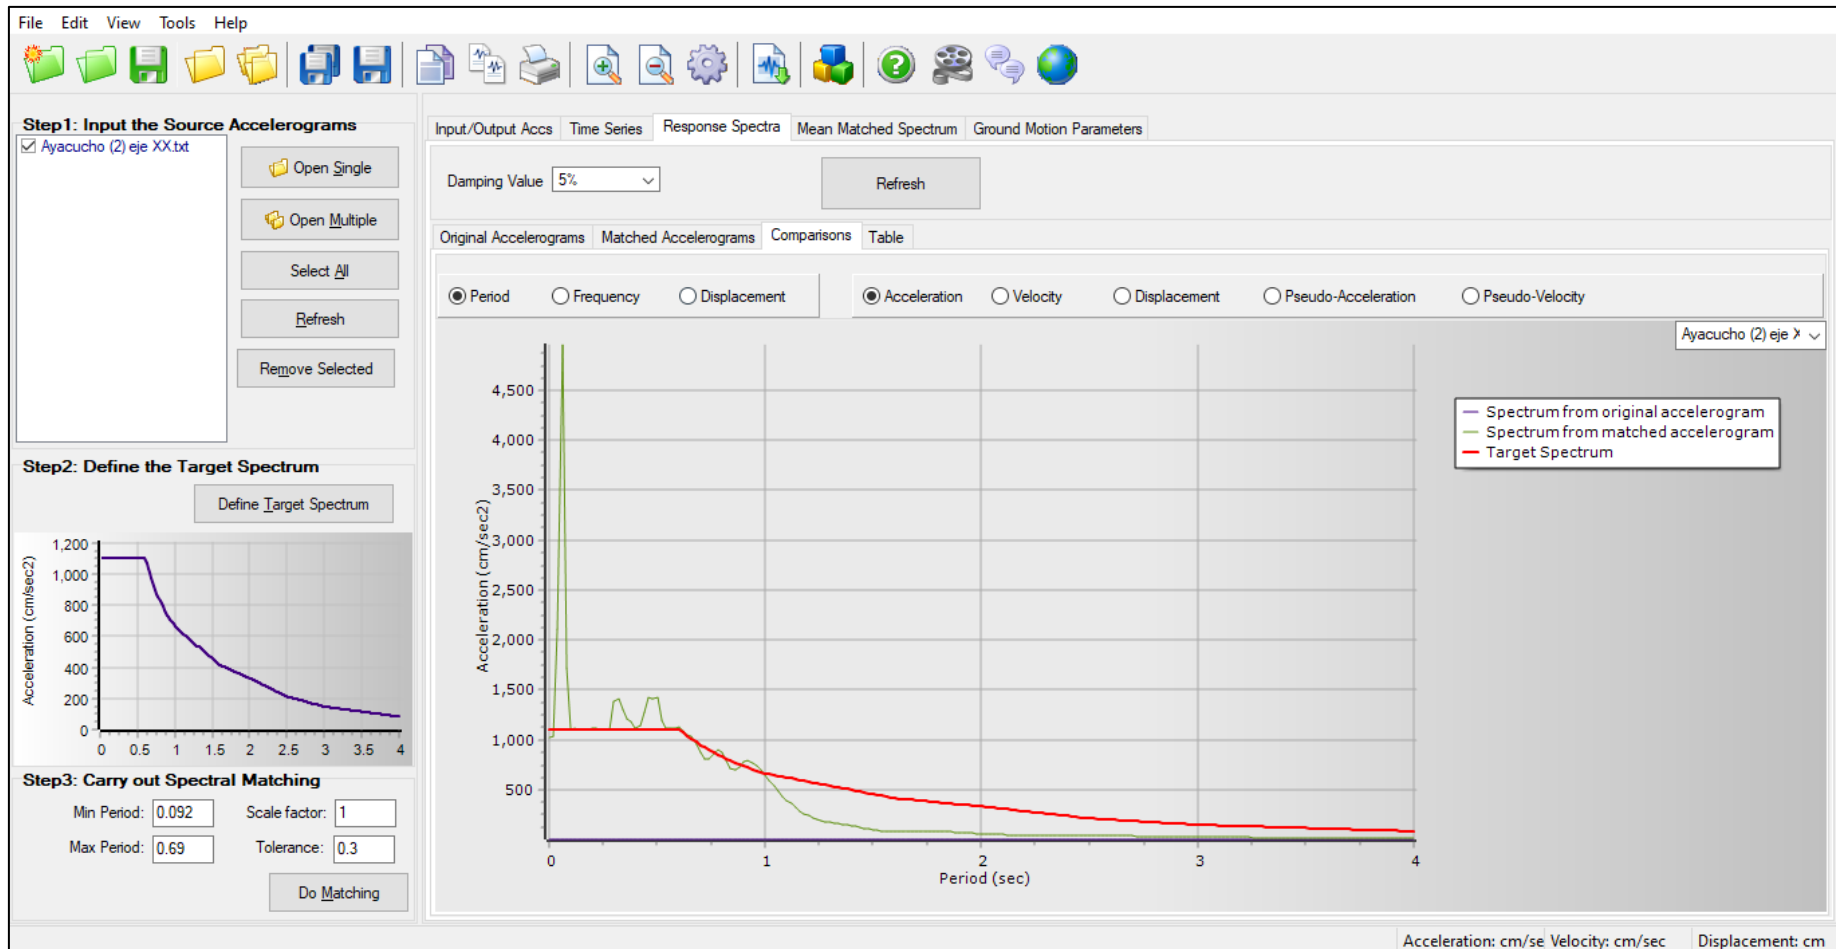 File Edit View Tools Help
Step1: Input the Source Accelerograms
Ayacucho (2) eje XX.txt
Open Single
Open Multiple
Select All
Refresh
Remove Selected
Step2: Define the Target Spectrum
Define Target Spectrum
Acceleration (cm/sec2)
1,200
1,000
800
600
400
200
0
0 0.5 1 1.5 2 2.5 3 3.5 4
Step3: Carry out Spectral Matching
Min Period: 0.092 Scale factor: 1
Max Period: 0.69 Tolerance: 0.3
Do Matching
Input/Output Accs Time Series Response Spectra Mean Matched Spectrum Ground Motion Parameters
Damping Value 5% Refresh
Original Accelerograms Matched Accelerograms Comparisons Table
Period Frequency Displacement Acceleration Velocity Displacement Pseudo-Acceleration Pseudo-Velocity
Ayacucho (2) eje X
Spectrum from original accelerogram
Spectrum from matched accelerogram
Target Spectrum
Acceleration (cm/sec2)
4,500
4,000
3,500
3,000
2,500
2,000
1,500
1,000
500
0 1 2 3 4
Period (sec)
Acceleration: cm/se Velocity: cm/sec Displacement: cm